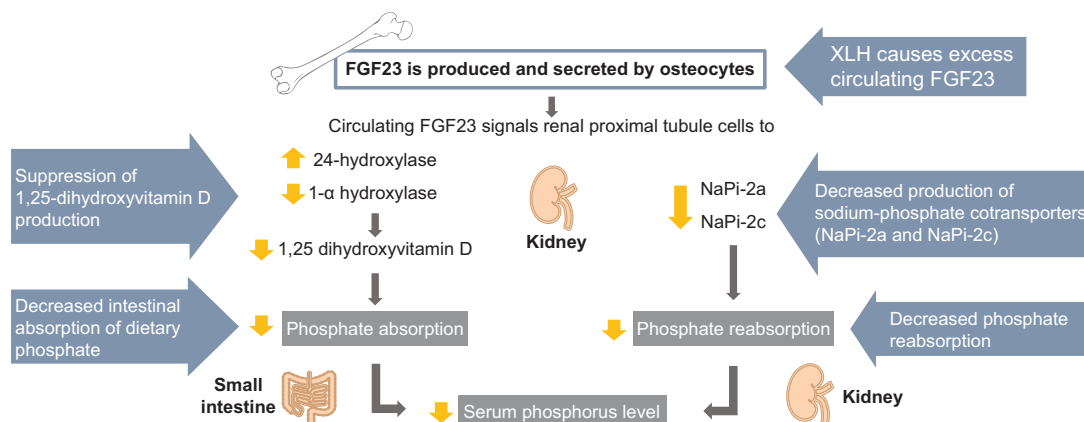 FGF23 is produced and secreted by osteocytes
XLH causes excess
circulating FGF23
Circulating FGF23 signals renal proximal tubule cells to
Suppression of
1,25-dihydroxyvitamin D
production
24-hydroxylase
1-α hydroxylase
1,25 dihydroxyvitamin D
Kidney
NaPi-2a
NaPi-2c
Decreased production of
sodium-phosphate cotransporters
(NaPi-2a and NaPi-2c)
Decreased intestinal
absorption of dietary
phosphate
Phosphate absorption
Phosphate reabsorption
Decreased phosphate
reabsorption
Small
intestine
Serum phosphorus level
Kidney